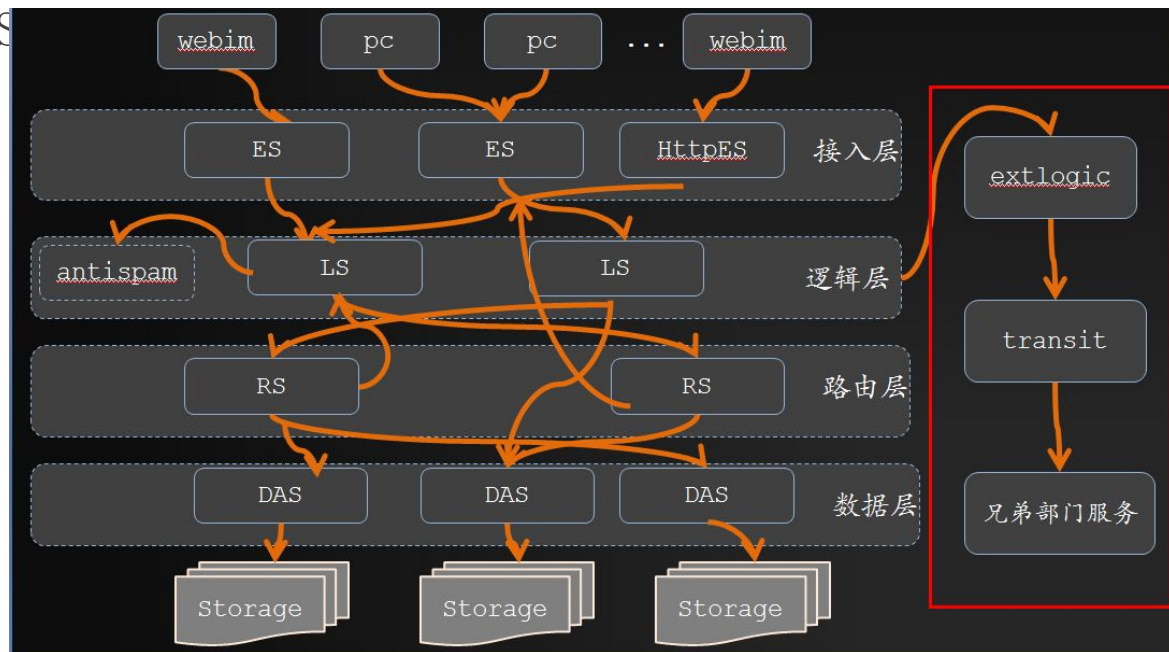 S
webim
pc
pc
...
webim
ES
ES
HttpES
接入层
antispam
LS
LS
逻辑层
RS
RS
路由层
DAS
DAS
DAS
数据层
Storage
Storage
Storage
extlogic
transit
兄弟部门服务